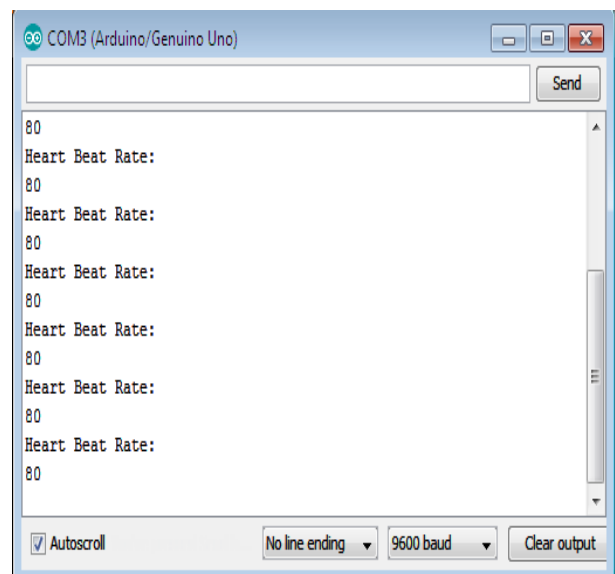 COM3 (Arduino/Genuino Uno)
Send
80
Heart Beat Rate:
80
Heart Beat Rate:
80
Heart Beat Rate:
80
Heart Beat Rate:
80
Heart Beat Rate:
80
Heart Beat Rate:
80
Autoscroll
No line ending
9600 baud
Clear output